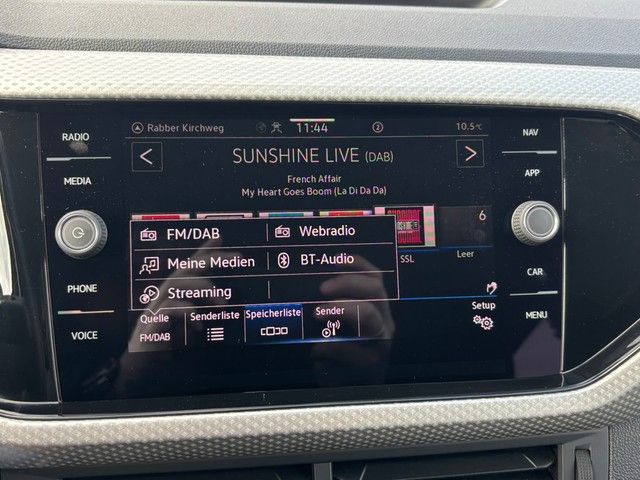 RADIO
MEDIA
PHONE
VOICE
NAV
APP
CAR
MENU
Rabber Kirchweg
11:44
2
10.5°C
<
SUNSHINE LIVE (DAB)
>
French Affair
My Heart Goes Boom (La Di Da Da)
FM/DAB
Webradio
Meine Medien
BT-Audio
Streaming
SSL
6
Leer
Quelle
FM/DAB
Senderliste
Speicherliste
Sender
Setup